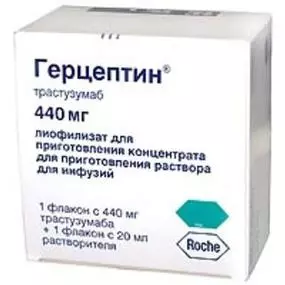 Герцептин®
трастузумаб
440 мг
лиофилизат для
приготовления концентрата
для приготовления раствора
для инфузий
1 флакон с 440 мг
трастузумаба
+ 1 флакон с 20 мл
растворителя
Roche